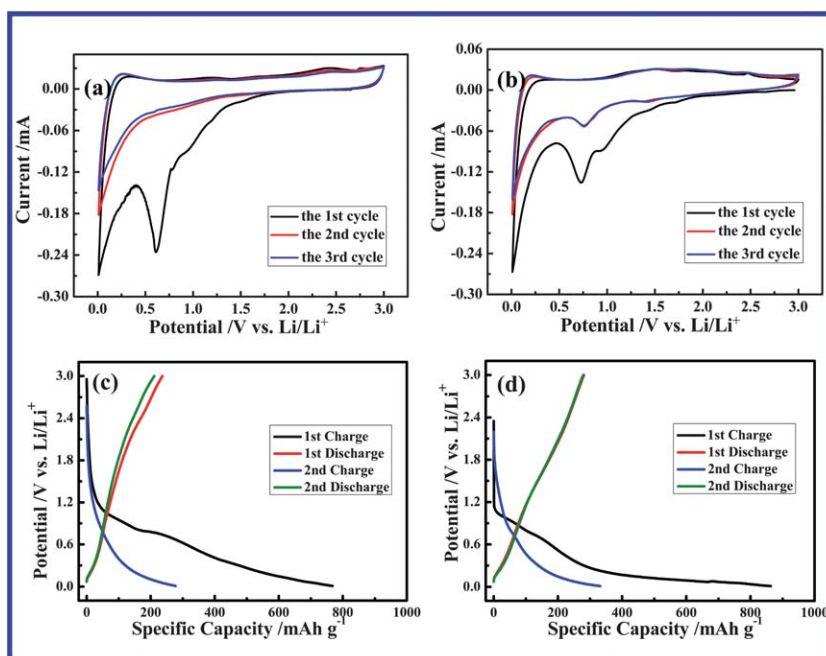 (a)
0.00
-0.06
-0.12
-0.18
-0.24
-0.30
Current /mA
the 1st cycle
the 2nd cycle
the 3rd cycle
0.0 0.5 1.0 1.5 2.0 2.5 3.0
Potential /V vs. Li/Li⁺
(b)
0.06
0.00
-0.06
-0.12
-0.18
-0.24
-0.30
Current /mA
the 1st cycle
the 2nd cycle
the 3rd cycle
0.0 0.5 1.0 1.5 2.0 2.5 3.0
Potential /V vs. Li/Li⁺
(c)
3.0
2.4
1.8
1.2
0.6
0.0
Potential /V vs. Li/Li⁺
1st Charge
1st Discharge
2nd Charge
2nd Discharge
0 200 400 600 800 1000
Specific Capacity /mAh g⁻¹
(d)
3.0
2.4
1.8
1.2
0.6
0.0
Potential /V vs. Li/Li⁺
1st Charge
1st Discharge
2nd Charge
2nd Discharge
0 200 400 600 800 1000
Specific Capacity /mAh g⁻¹